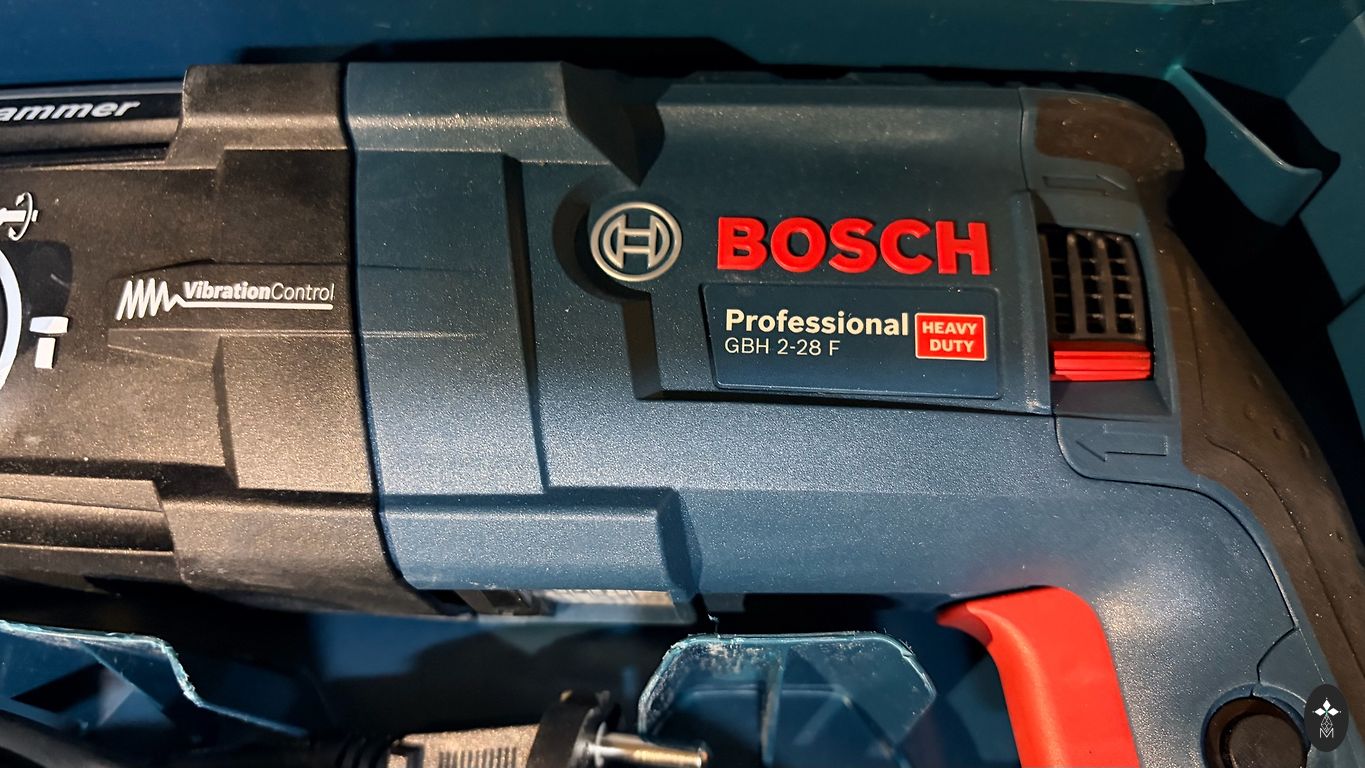 ammer
VibrationControl
BOSCH
Professional
GBH 2-28 F
HEAVY
DUTY
M